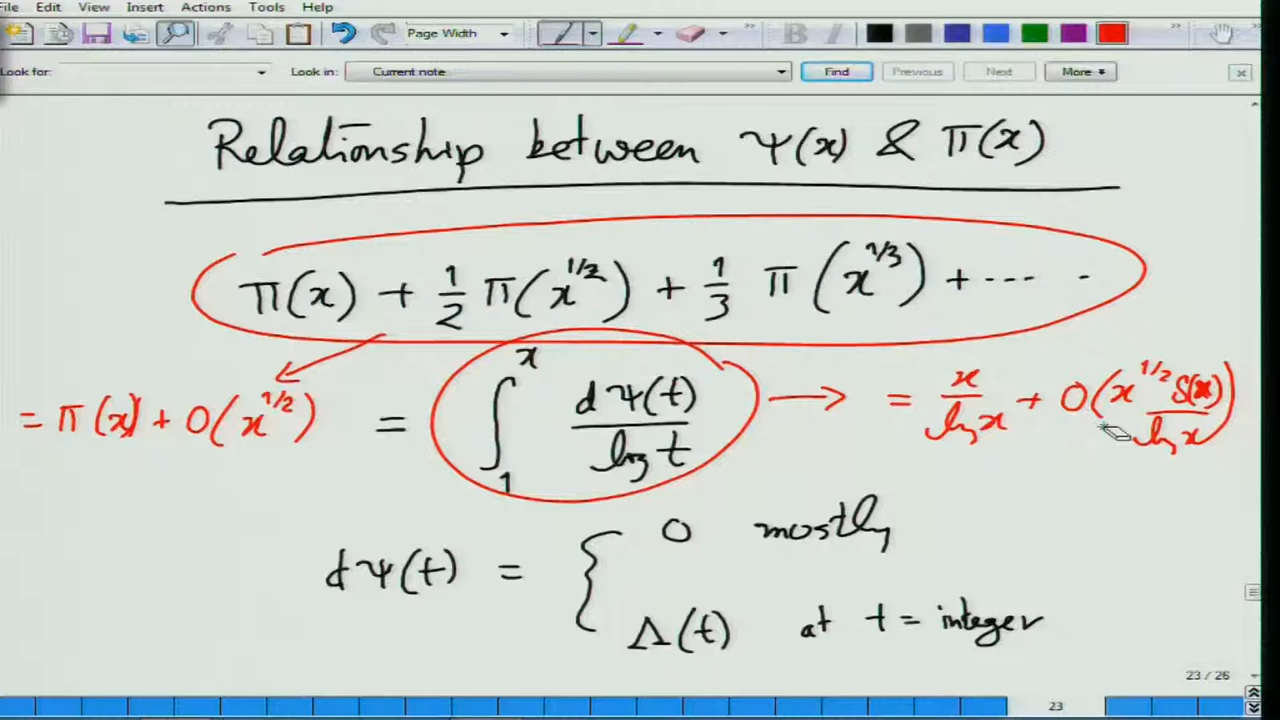 File Edit View Insert Actions Tools Help
Page Width
Look for: Look in: Current note Find Previous Next More
Relationship between Ψ(x) & π(x)
π(x) + 1/2 π(x^1/2) + 1/3 π(x^1/3) + ....
= π(x) + O(x^1/2) = ∫_1^x dψ(t)/log t → = x/log x + O(x^1/2 S(x)/log x)
dψ(t) = { 0 mostly
Λ(t) at t = integer
23 / 26
23